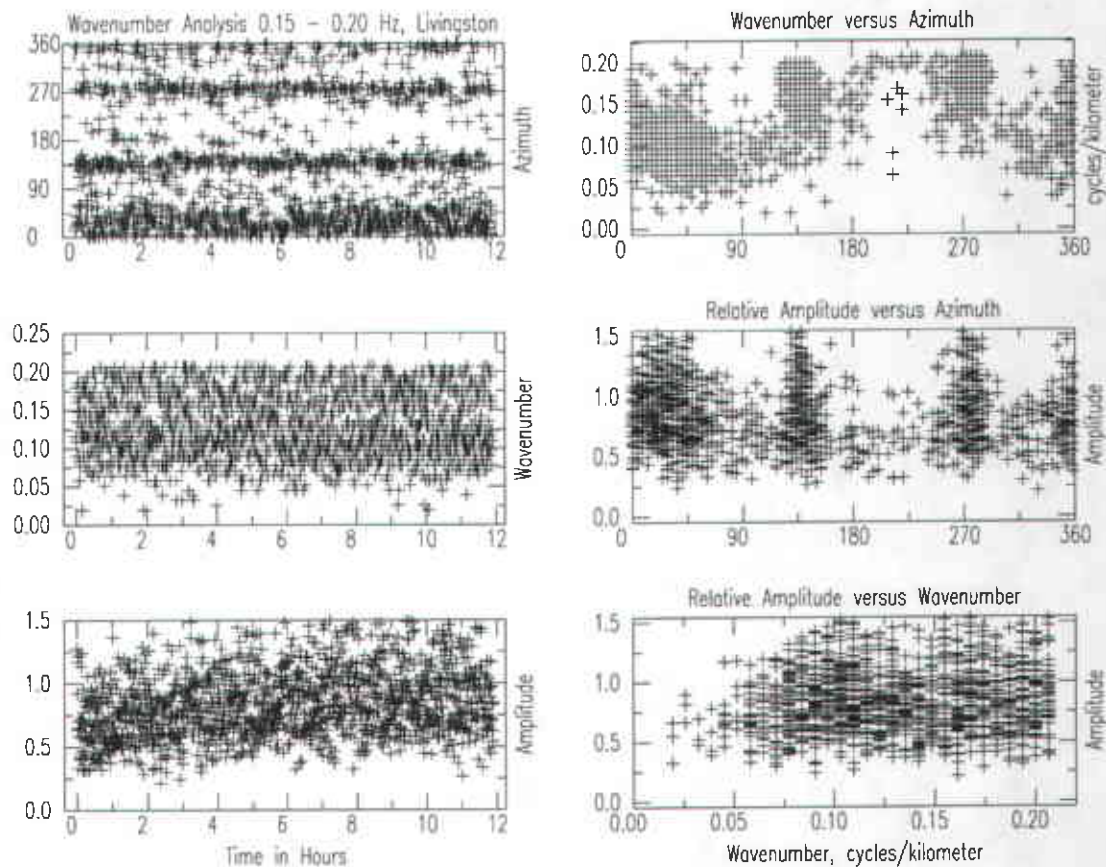 Wavenumber Analysis 0.15 – 0.20 Hz, Livingston
360
270
180
90
0
0 2 4 6 8 10 12
Azimuth
Wavenumber versus Azimuth
0.20
0.15
0.10
0.05
0.00
0 90 180 270 360
cycles/kilometer
0.25
0.20
0.15
0.10
0.05
0.00
0 2 4 6 8 10 12
Wavenumber
Relative Amplitude versus Azimuth
1.5
1.0
0.5
0.0
0 90 180 270 360
Amplitude
1.5
1.0
0.5
0.0
0 2 4 6 8 10 12
Time in Hours
Amplitude
Relative Amplitude versus Wavenumber
1.5
1.0
0.5
0.0
0.00 0.05 0.10 0.15 0.20
Wavenumber, cycles/kilometer
Amplitude